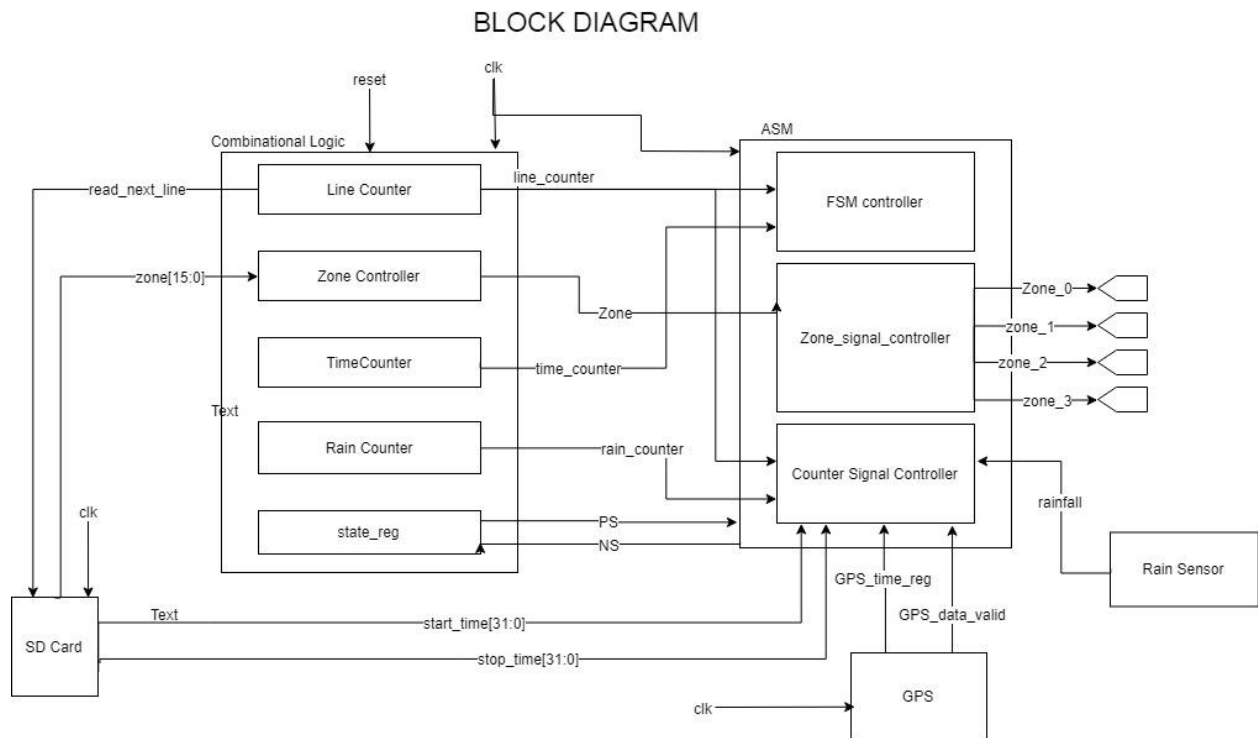 BLOCK DIAGRAM
clk
reset
ASM
Combinational Logic
read_next_line
Line Counter
line_counter
FSM controller
zone[15:0]
Zone Controller
Zone
Zone_signal_controller
Zone_0
zone_1
zone_2
zone_3
TimeCounter
time_counter
Text
Rain Counter
rain_counter
Counter Signal Controller
rainfall
clk
state_reg
PS
NS
GPS_time_reg
GPS_data_valid
Rain Sensor
SD Card
Text
start_time[31:0]
stop_time[31:0]
clk
GPS